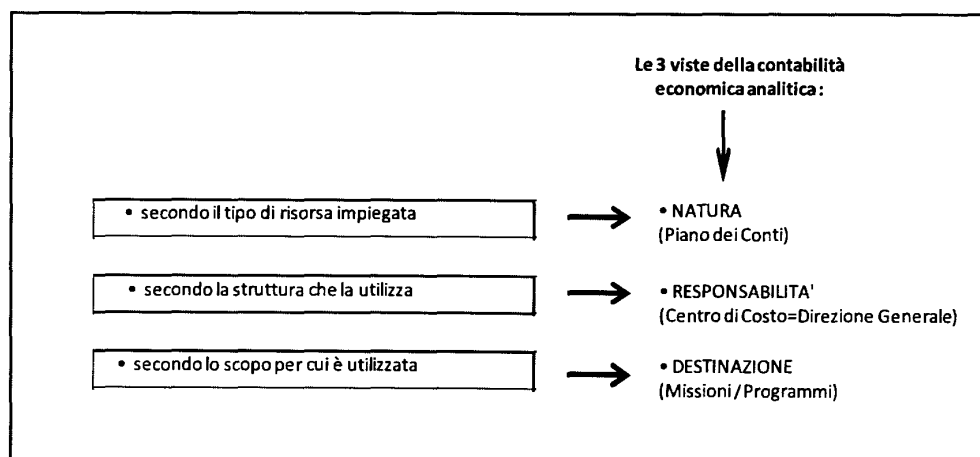 Le 3 viste della contabilità
economica analitica :
• secondo il tipo di risorsa impiegata
• NATURA
(Piano dei Conti)
• secondo la struttura che la utilizza
• RESPONSABILITA'
(Centro di Costo=Direzione Generale)
• secondo lo scopo per cui è utilizzata
• DESTINAZIONE
(Missioni / Programmi)